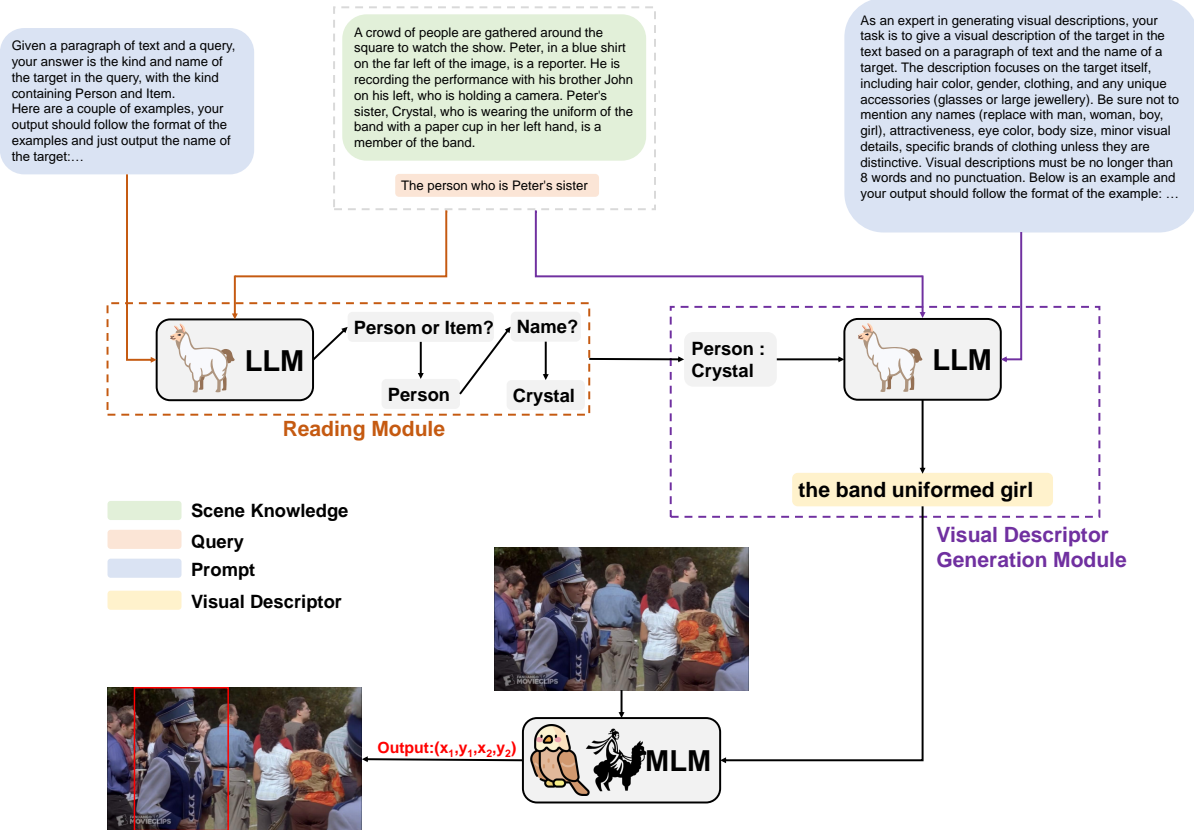 Given a paragraph of text and a query,
your answer is the kind and name of
the target in the query, with the kind
containing Person and Item.
Here are a couple of examples, your
output should follow the format of the
examples and just output the name of
the target:…
A crowd of people are gathered around the
square to watch the show. Peter, in a blue shirt
on the far left of the image, is a reporter. He is
recording the performance with his brother John
on his left, who is holding a camera. Peter's
sister, Crystal, who is wearing the uniform of the
band with a paper cup in her left hand, is a
member of the band.
The person who is Peter's sister
As an expert in generating visual descriptions, your
task is to give a visual description of the target in the
text based on a paragraph of text and the name of a
target. The description focuses on the target itself,
including hair color, gender, clothing, and any unique
accessories (glasses or large jewellery). Be sure not to
mention any names (replace with man, woman, boy,
girl), attractiveness, eye color, body size, minor visual
details, specific brands of clothing unless they are
distinctive. Visual descriptions must be no longer than
8 words and no punctuation. Below is an example and
your output should follow the format of the example: …
LLM
Person or Item?
Name?
Person
Crystal
Reading Module
Person :
Crystal
LLM
the band uniformed girl
Visual Descriptor
Generation Module
Scene Knowledge
Query
Prompt
Visual Descriptor
MOVIECLIPS
G
MLM
Output:(x₁,y₁,x₂,y₂)
MOVIECLIPS
G